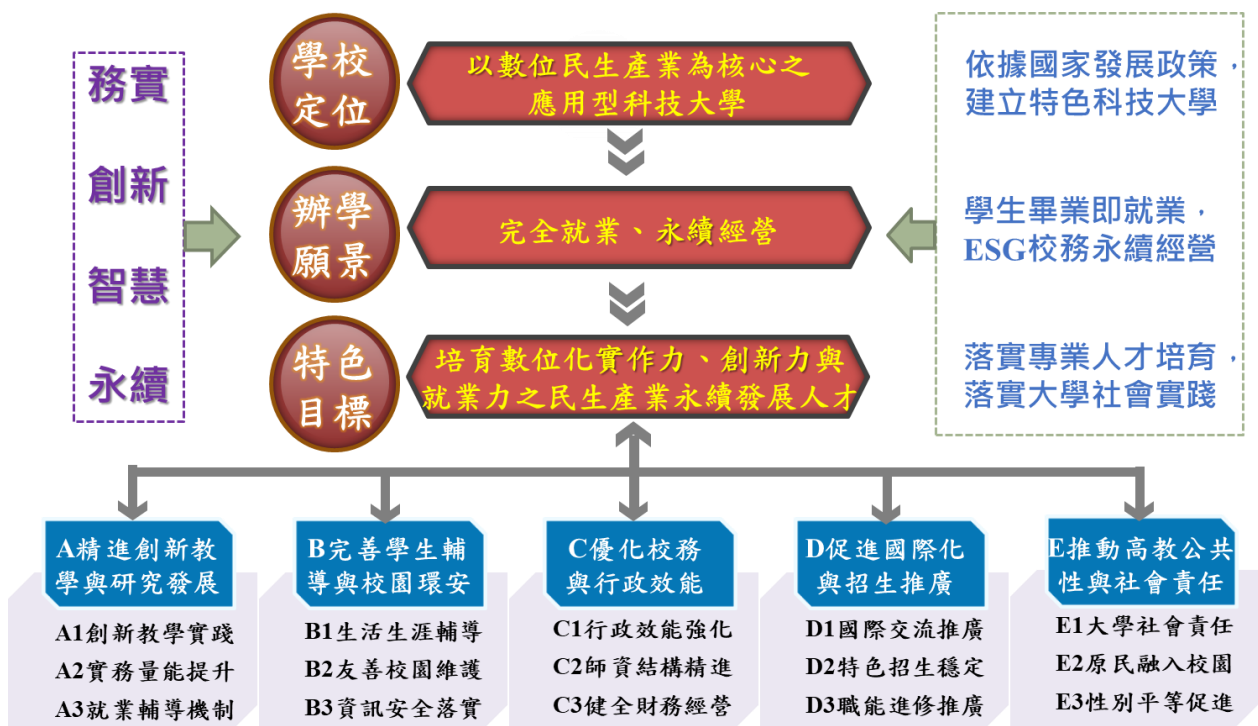 務實
創新
智慧
永續
學校
定位
以數位民生產業為核心之
應用型科技大學
依據國家發展政策，
建立特色科技大學
辦學
願景
完全就業、永續經營
學生畢業即就業，
ESG校務永續經營
特色
目標
培育數位化實作力、創新力與
就業力之民生產業永續發展人才
落實專業人才培育，
落實大學社會實踐
A精進創新教
學與研究發展
A1創新教學實踐
A2實務量能提升
A3就業輔導機制
B完善學生輔
導與校園環安
B1生活生涯輔導
B2友善校園維護
B3資訊安全落實
C優化校務
與行政效能
C1行政效能強化
C2師資結構精進
C3健全財務經營
D促進國際化
與招生推廣
D1國際交流推廣
D2特色招生穩定
D3職能進修推廣
E推動高教公共
性與社會責任
E1大學社會責任
E2原民融入校園
E3性別平等促進